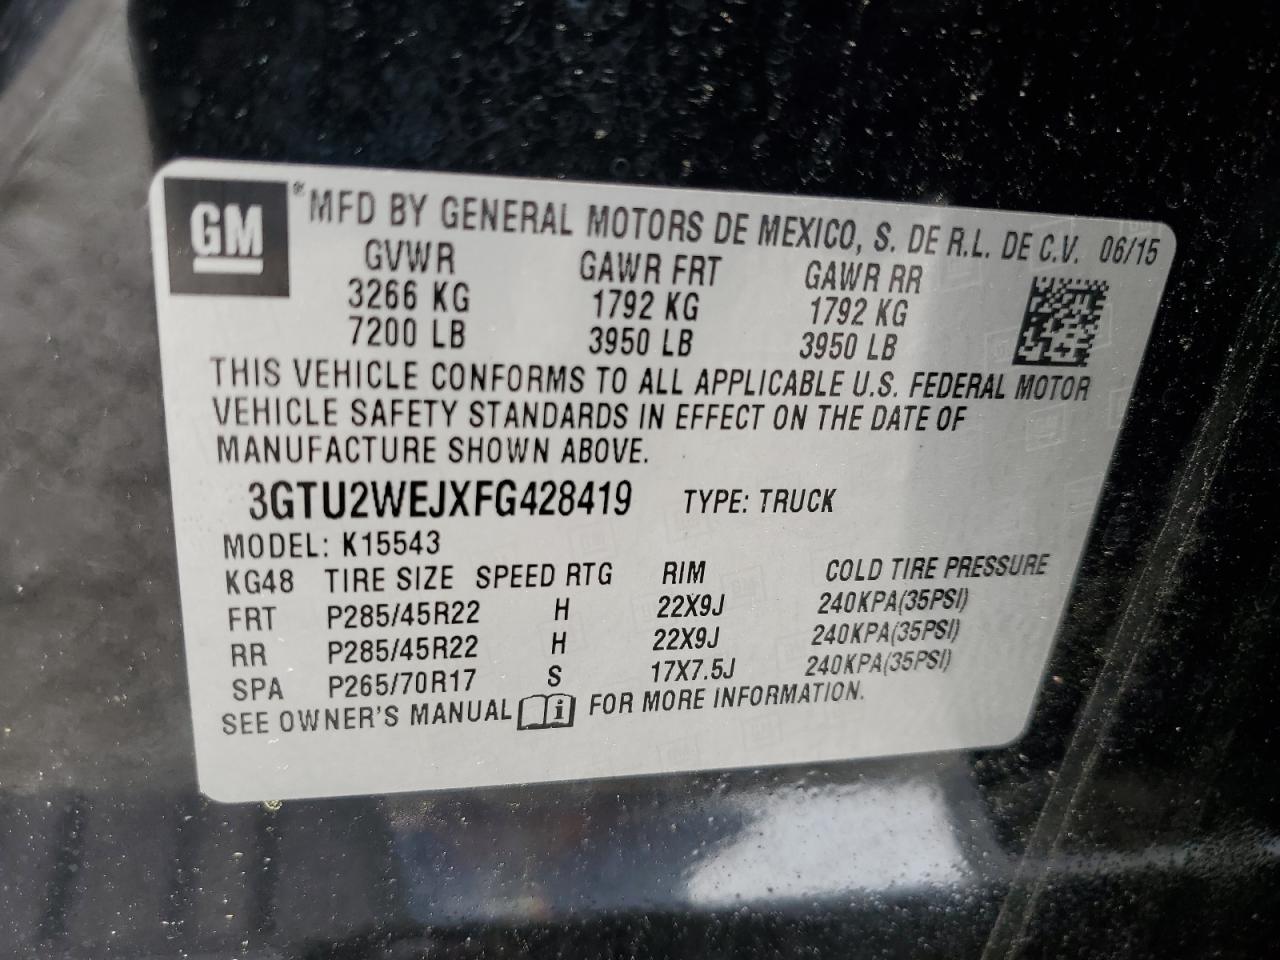 GM ® MFD BY GENERAL MOTORS DE MEXICO, S. DE R.L. DE C.V. 06/15
GVWR GAWR FRT GAWR RR
3266 KG 1792 KG 1792 KG
7200 LB 3950 LB 3950 LB
THIS VEHICLE CONFORMS TO ALL APPLICABLE U.S. FEDERAL MOTOR
VEHICLE SAFETY STANDARDS IN EFFECT ON THE DATE OF
MANUFACTURE SHOWN ABOVE.
3GTU2WEJXFG428419 TYPE: TRUCK
MODEL: K15543
KG48 TIRE SIZE SPEED RTG RIM COLD TIRE PRESSURE
FRT P285/45R22 H 22X9J 240KPA(35PSI)
RR P285/45R22 H 22X9J 240KPA(35PSI)
SPA P265/70R17 S 17X7.5J 240KPA(35PSI)
SEE OWNER'S MANUAL i FOR MORE INFORMATION.